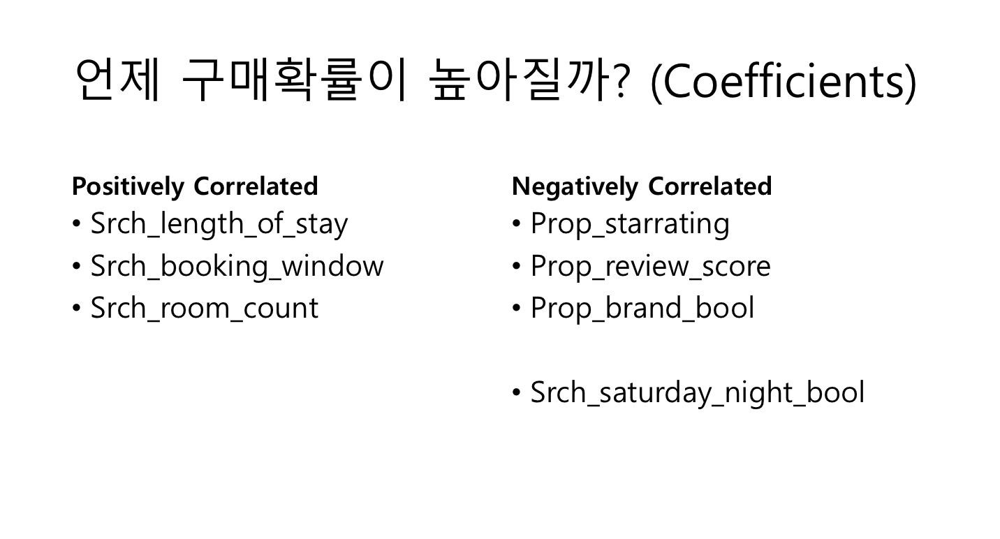 언제 구매확률이 높아질까? (Coefficients)
Positively Correlated
• Srch_length_of_stay
• Srch_booking_window
• Srch_room_count
Negatively Correlated
• Prop_starrating
• Prop_review_score
• Prop_brand_bool
• Srch_saturday_night_bool